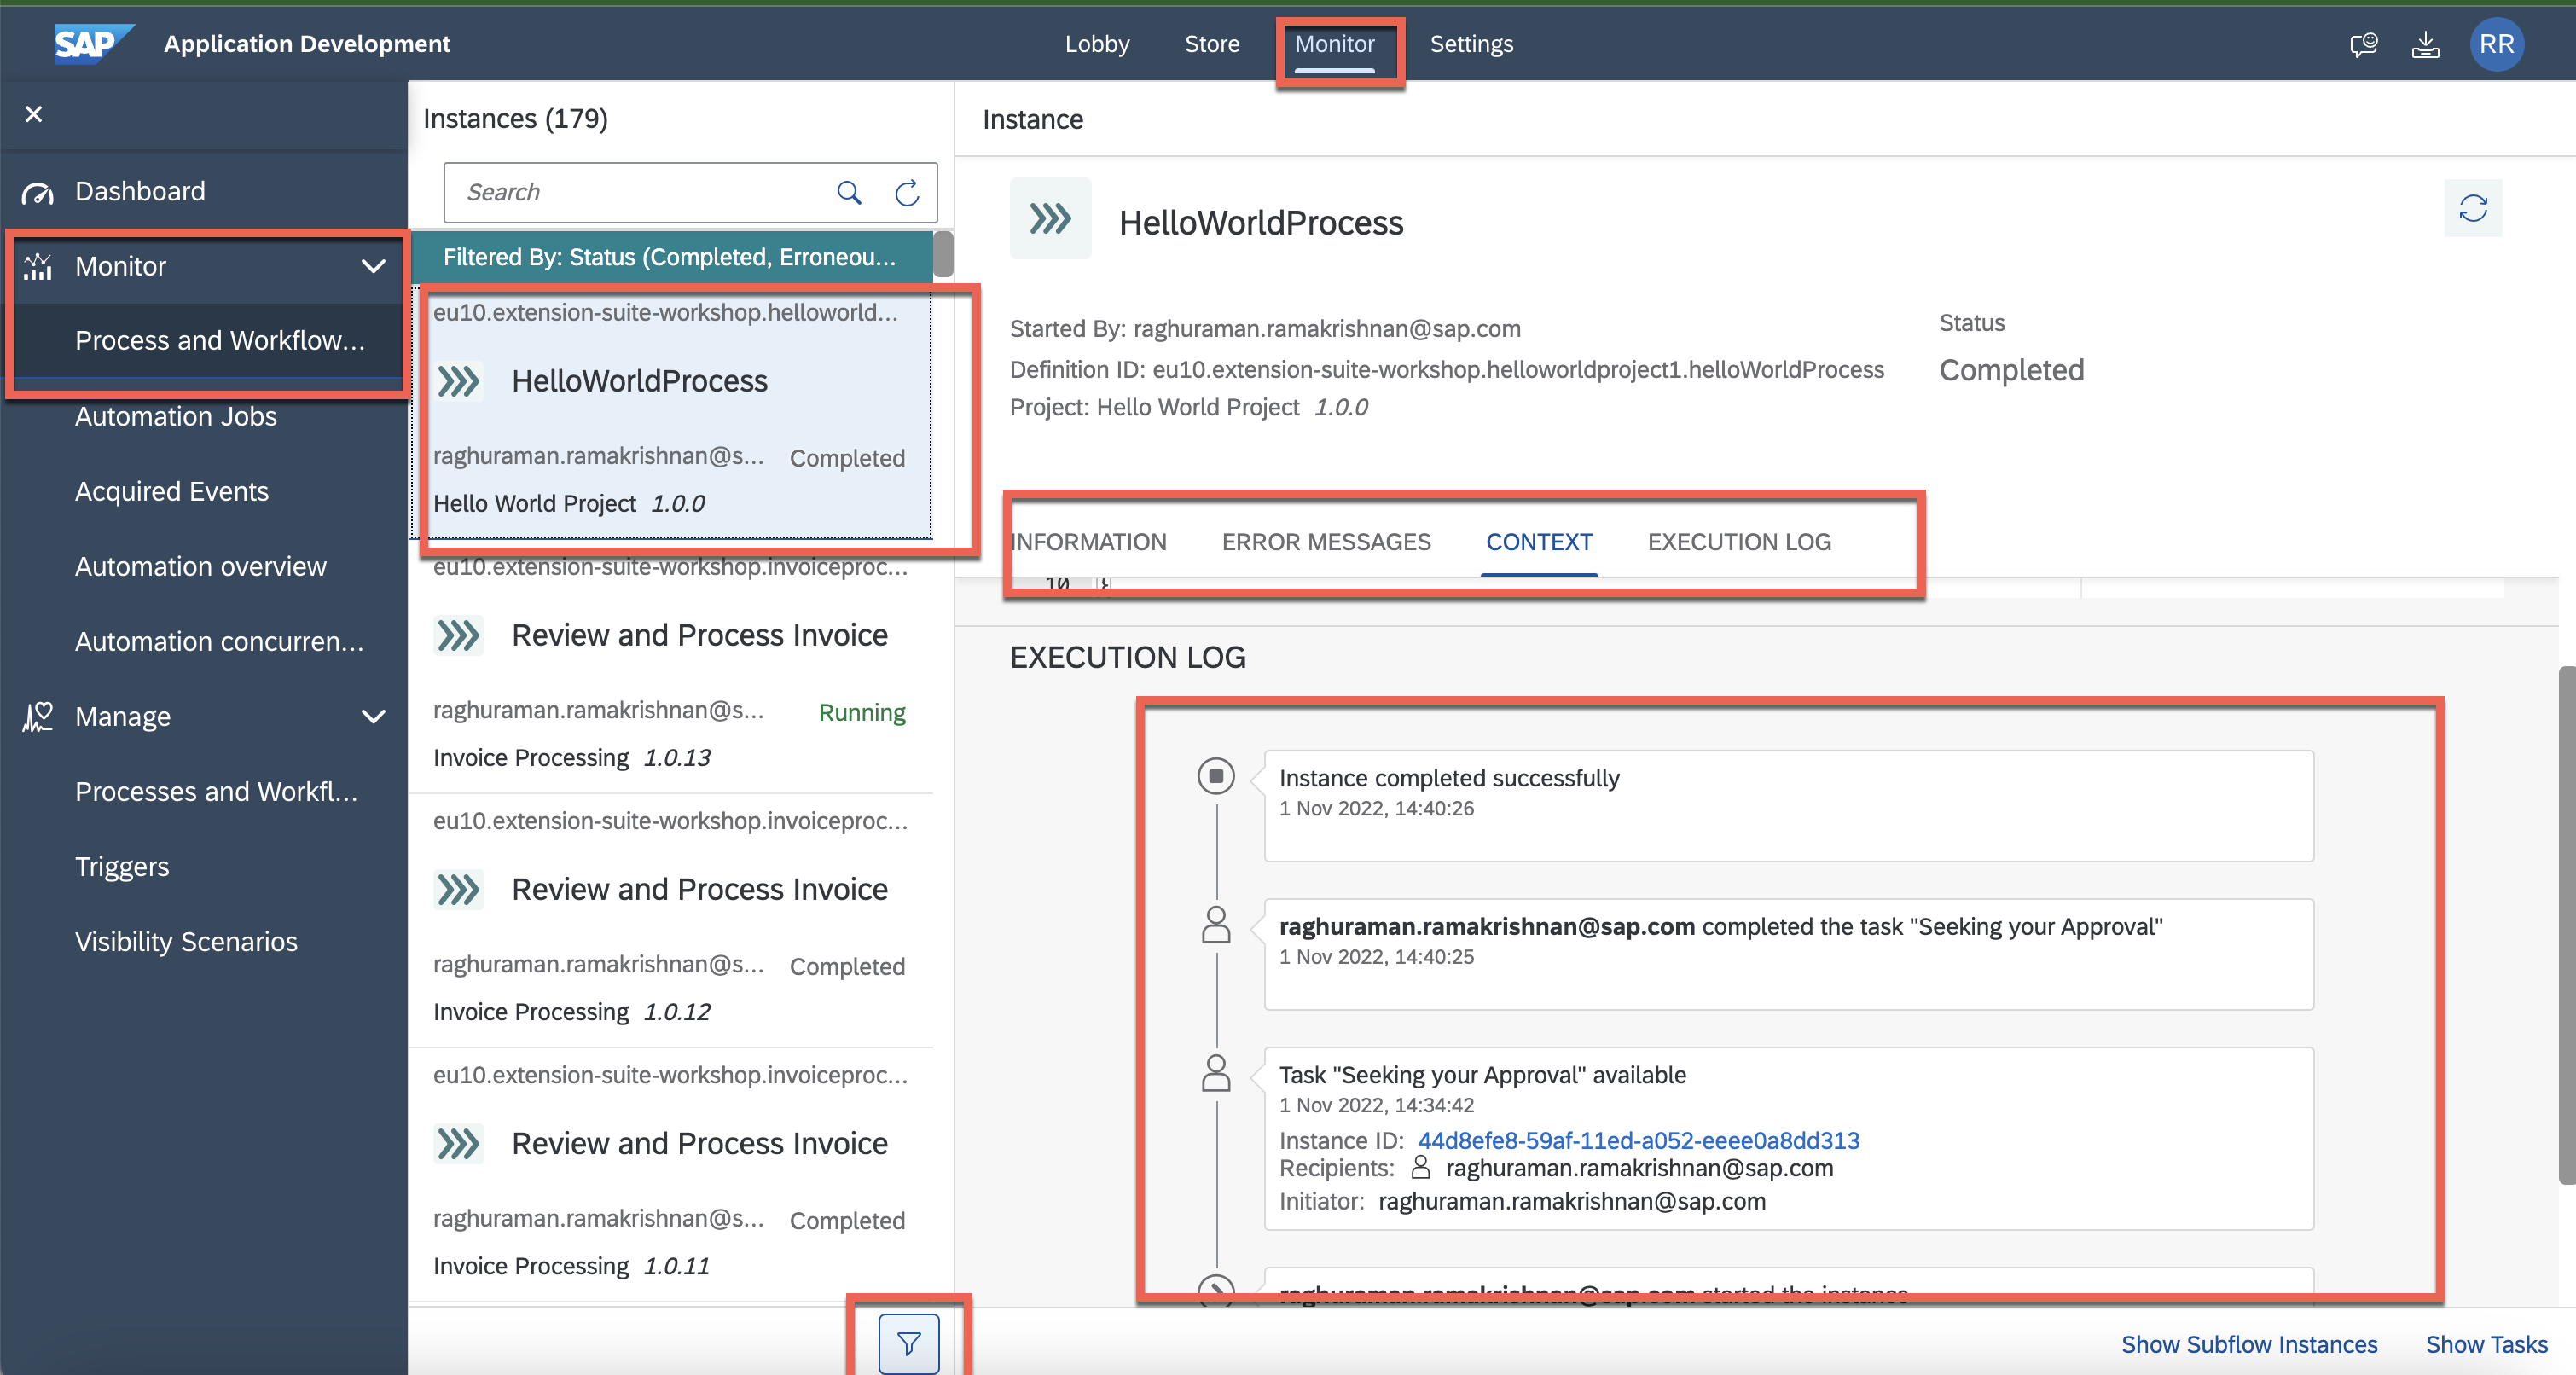 SAP Application Development
Lobby Store Monitor Settings
RR
Dashboard
Monitor
Process and Workflow...
Automation Jobs
Acquired Events
Automation overview
Automation concurren...
Manage
Processes and Workfl...
Triggers
Visibility Scenarios
Instances (179)
Search
Filtered By: Status (Completed, Erroneou...
eu10.extension-suite-workshop.helloworld...
HelloWorldProcess
raghuraman.ramakrishnan@s... Completed
Hello World Project 1.0.0
eu10.extension-suite-workshop.invoiceproc...
Review and Process Invoice
raghuraman.ramakrishnan@s... Running
Invoice Processing 1.0.13
eu10.extension-suite-workshop.invoiceproc...
Review and Process Invoice
raghuraman.ramakrishnan@s... Completed
Invoice Processing 1.0.12
eu10.extension-suite-workshop.invoiceproc...
Review and Process Invoice
raghuraman.ramakrishnan@s... Completed
Invoice Processing 1.0.11
Instance
HelloWorldProcess
Started By: raghuraman.ramakrishnan@sap.com
Definition ID: eu10.extension-suite-workshop.helloworldproject1.helloWorldProcess
Project: Hello World Project 1.0.0
Status
Completed
INFORMATION ERROR MESSAGES CONTEXT EXECUTION LOG
10 }
EXECUTION LOG
Instance completed successfully
1 Nov 2022, 14:40:26
raghuraman.ramakrishnan@sap.com completed the task "Seeking your Approval"
1 Nov 2022, 14:40:25
Task "Seeking your Approval" available
1 Nov 2022, 14:34:42
Instance ID: 44d8efe8-59af-11ed-a052-eeee0a8dd313
Recipients: raghuraman.ramakrishnan@sap.com
Initiator: raghuraman.ramakrishnan@sap.com
raghuraman.ramakrishnan@sap.com started the instance
Show Subflow Instances Show Tasks